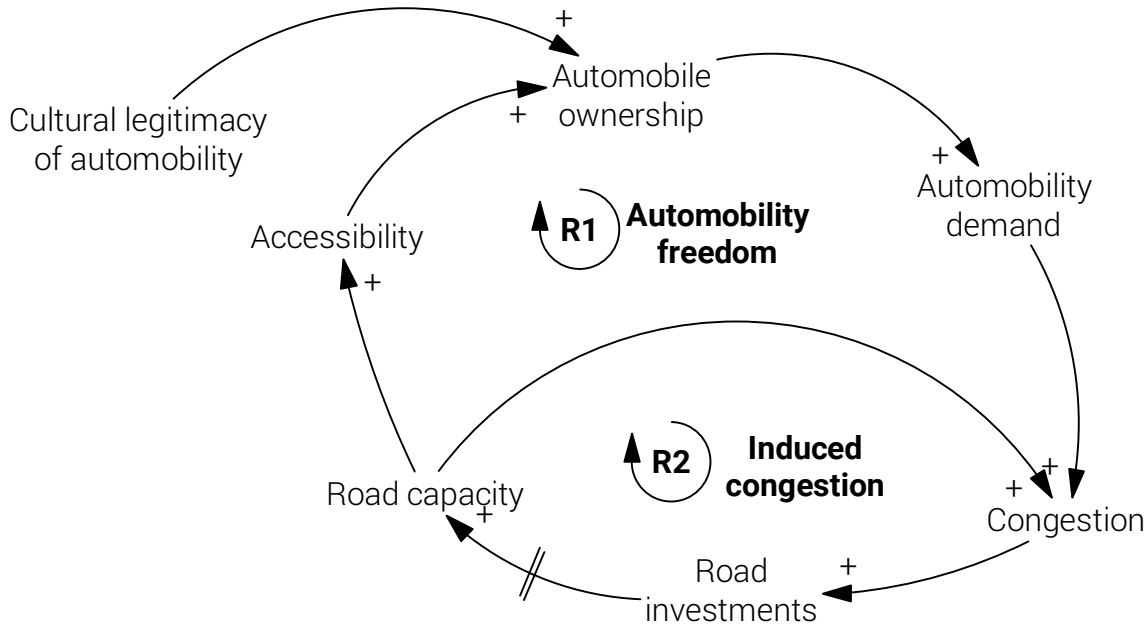 +
Automobile
ownership
Cultural legitimacy
of automobility
+
+
Automobility
demand
Accessibility
R1
Automobility
freedom
+
R2
Induced
congestion
+
+
Road capacity
+
Congestion
Road
investments
+